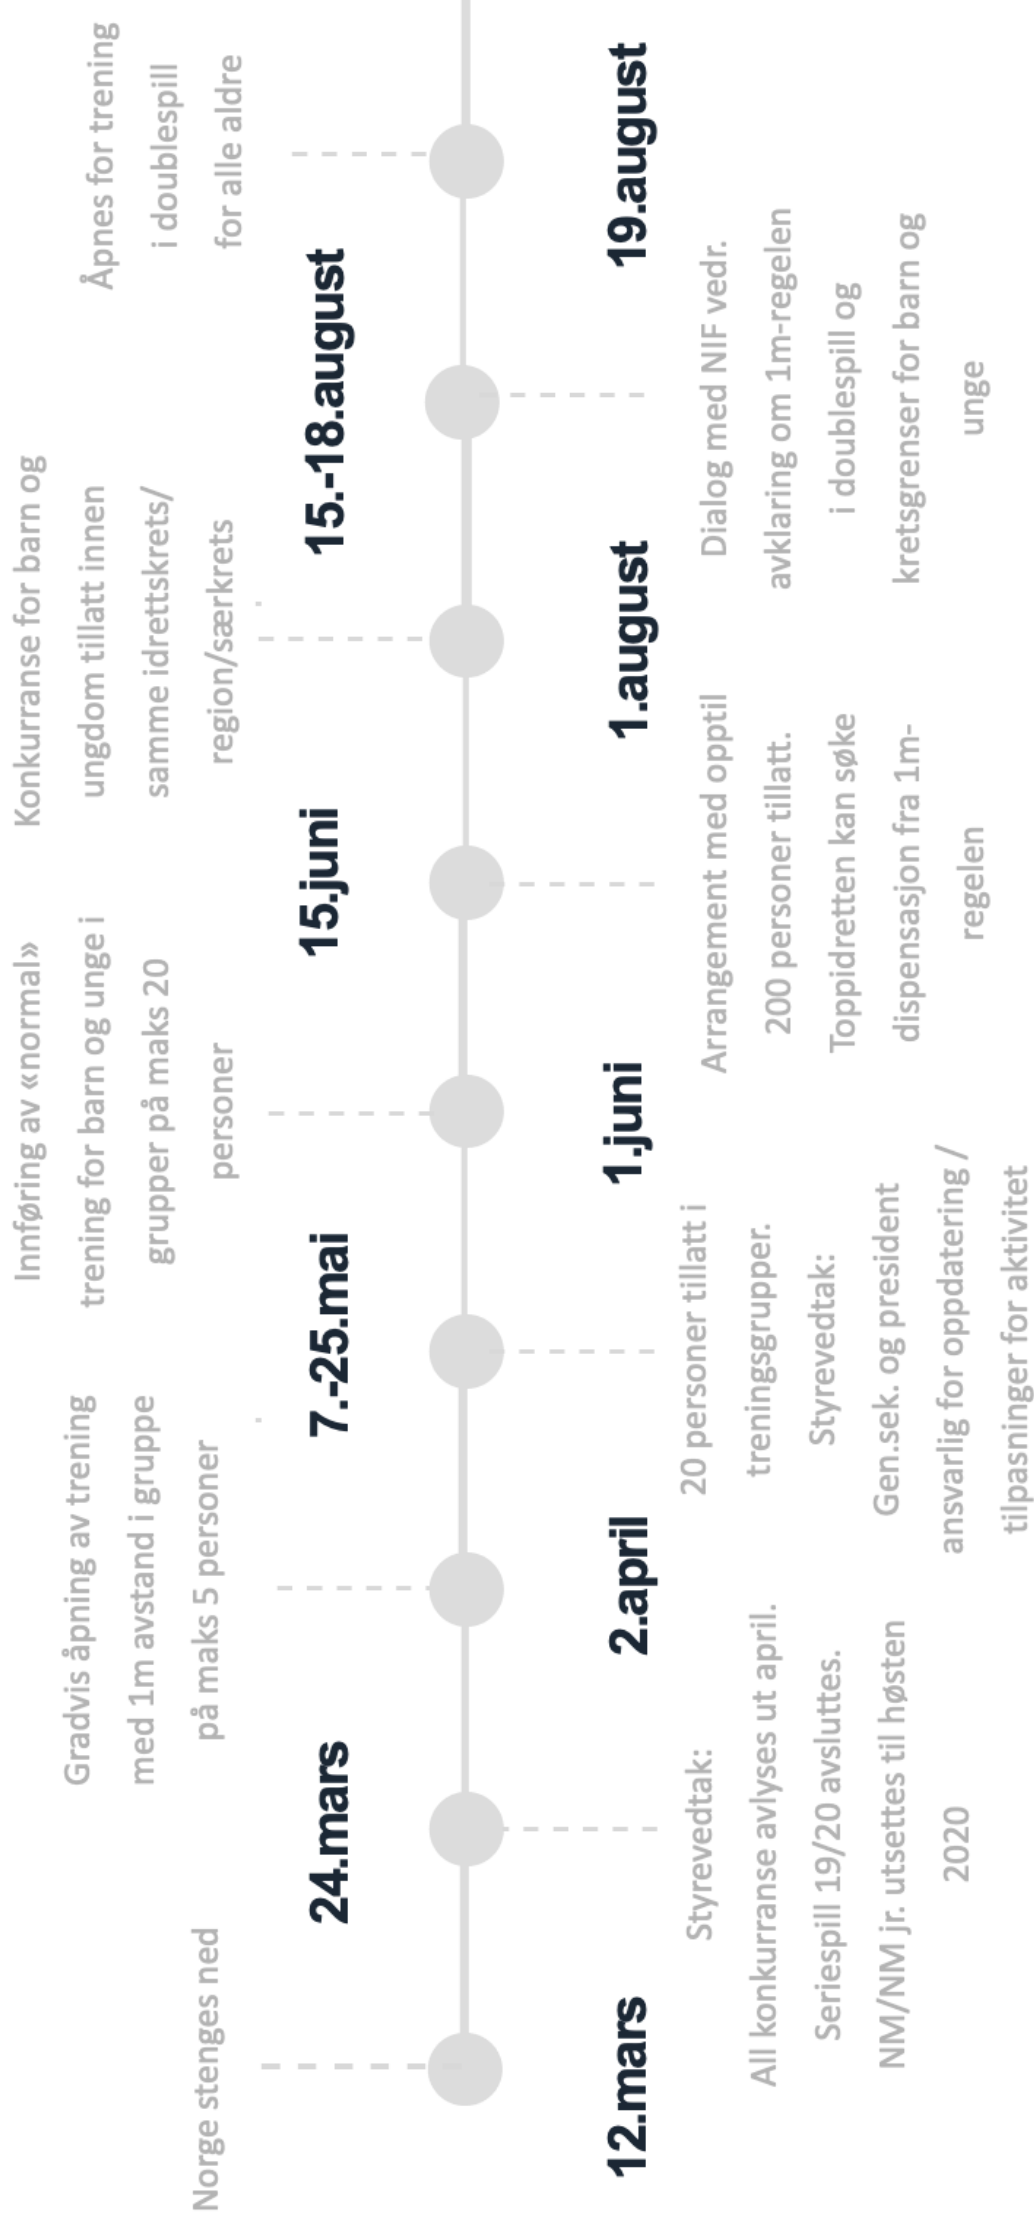 Norge stenges ned
12.mars
24.mars
Styrevedtak:
All konkurranse avlyses ut april.
Seriespill 19/20 avsluttes.
NM/NM jr. utsettes til høsten
2020
Gradvis åpning av trening
med 1m avstand i gruppe
på maks 5 personer
2.april
7.-25.mai
20 personer tillatt i
treningsgrupper.
Styrevedtak:
Gen.sek. og president
ansvarlig for oppdatering /
tilpasninger for aktivitet
Innføring av «normal»
trening for barn og unge i
grupper på maks 20
personer
1.juni
15.juni
Arrangement med opptil
200 personer tillatt.
Toppidretten kan søke
dispensasjon fra 1m-
regelen
Konkurranse for barn og
ungdom tillatt innen
samme idrettskrets/
region/særkrets
1.august
15.-18.august
Dialog med NIF vedr.
avklaring om 1m-regelen
i doublespill og
kretsgrenser for barn og
unge
Åpnes for trening
i doublespill
for alle aldre
19.august